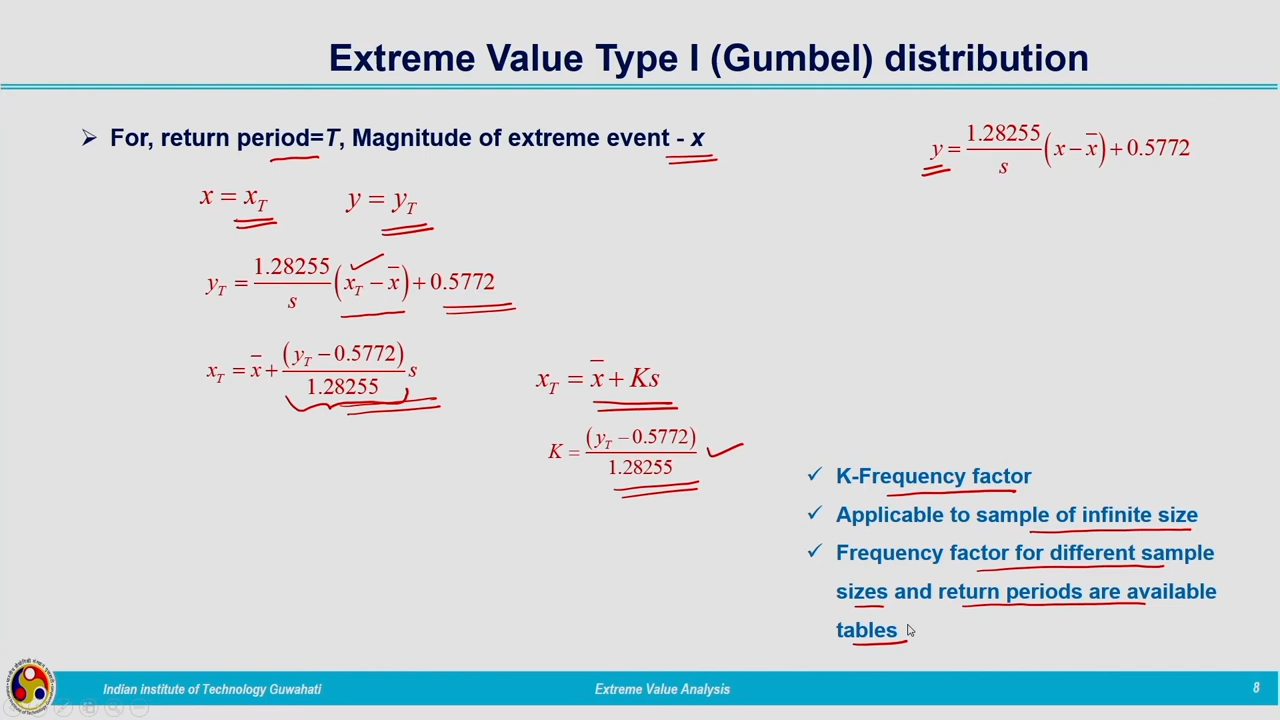 Extreme Value Type I (Gumbel) distribution
➢ For, return period=T, Magnitude of extreme event - x
y = 1.28255/s (x − x̄) + 0.5772
x = x_T    y = y_T
y_T = 1.28255/s (x_T − x̄) + 0.5772
x_T = x̄ + (y_T − 0.5772)/1.28255 s
x_T = x̄ + Ks
K = (y_T − 0.5772)/1.28255
✓ K-Frequency factor
✓ Applicable to sample of infinite size
✓ Frequency factor for different sample
sizes and return periods are available
tables
Indian institute of Technology Guwahati    Extreme Value Analysis    8